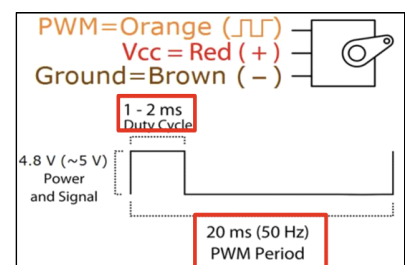 PWM=Orange (⎍⎍)
Vcc = Red ( + )
Ground=Brown ( − )
1 - 2 ms
Duty Cycle
4.8 V (~5 V)
Power
and Signal
20 ms (50 Hz)
PWM Period